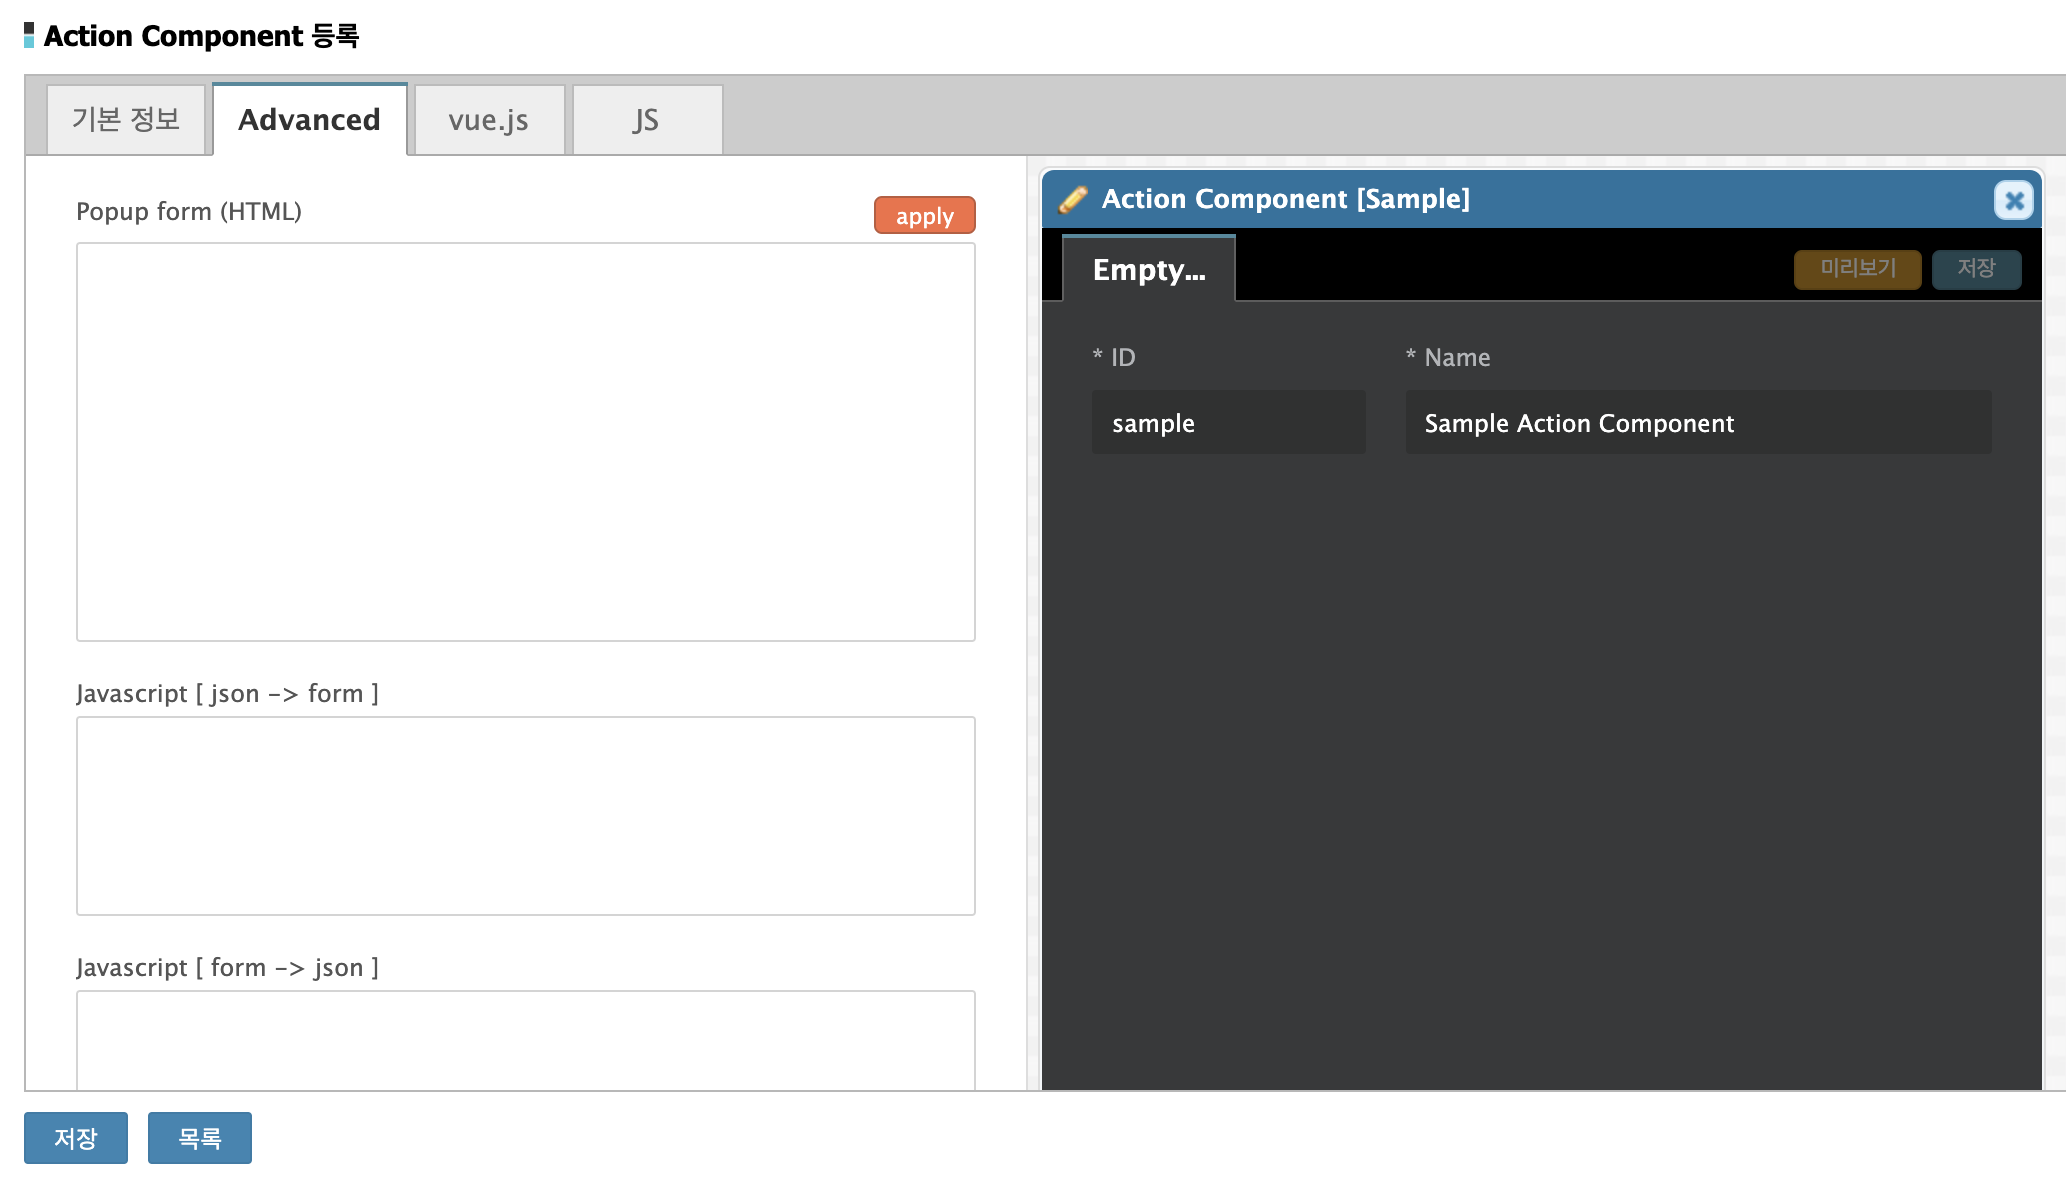 Action Component 등록
기본 정보
Advanced
vue.js
JS
Popup form (HTML)
apply
Javascript [ json -> form ]
Javascript [ form -> json ]
Action Component [Sample]
Empty...
미리보기
저장
* ID
* Name
sample
Sample Action Component
저장
목록